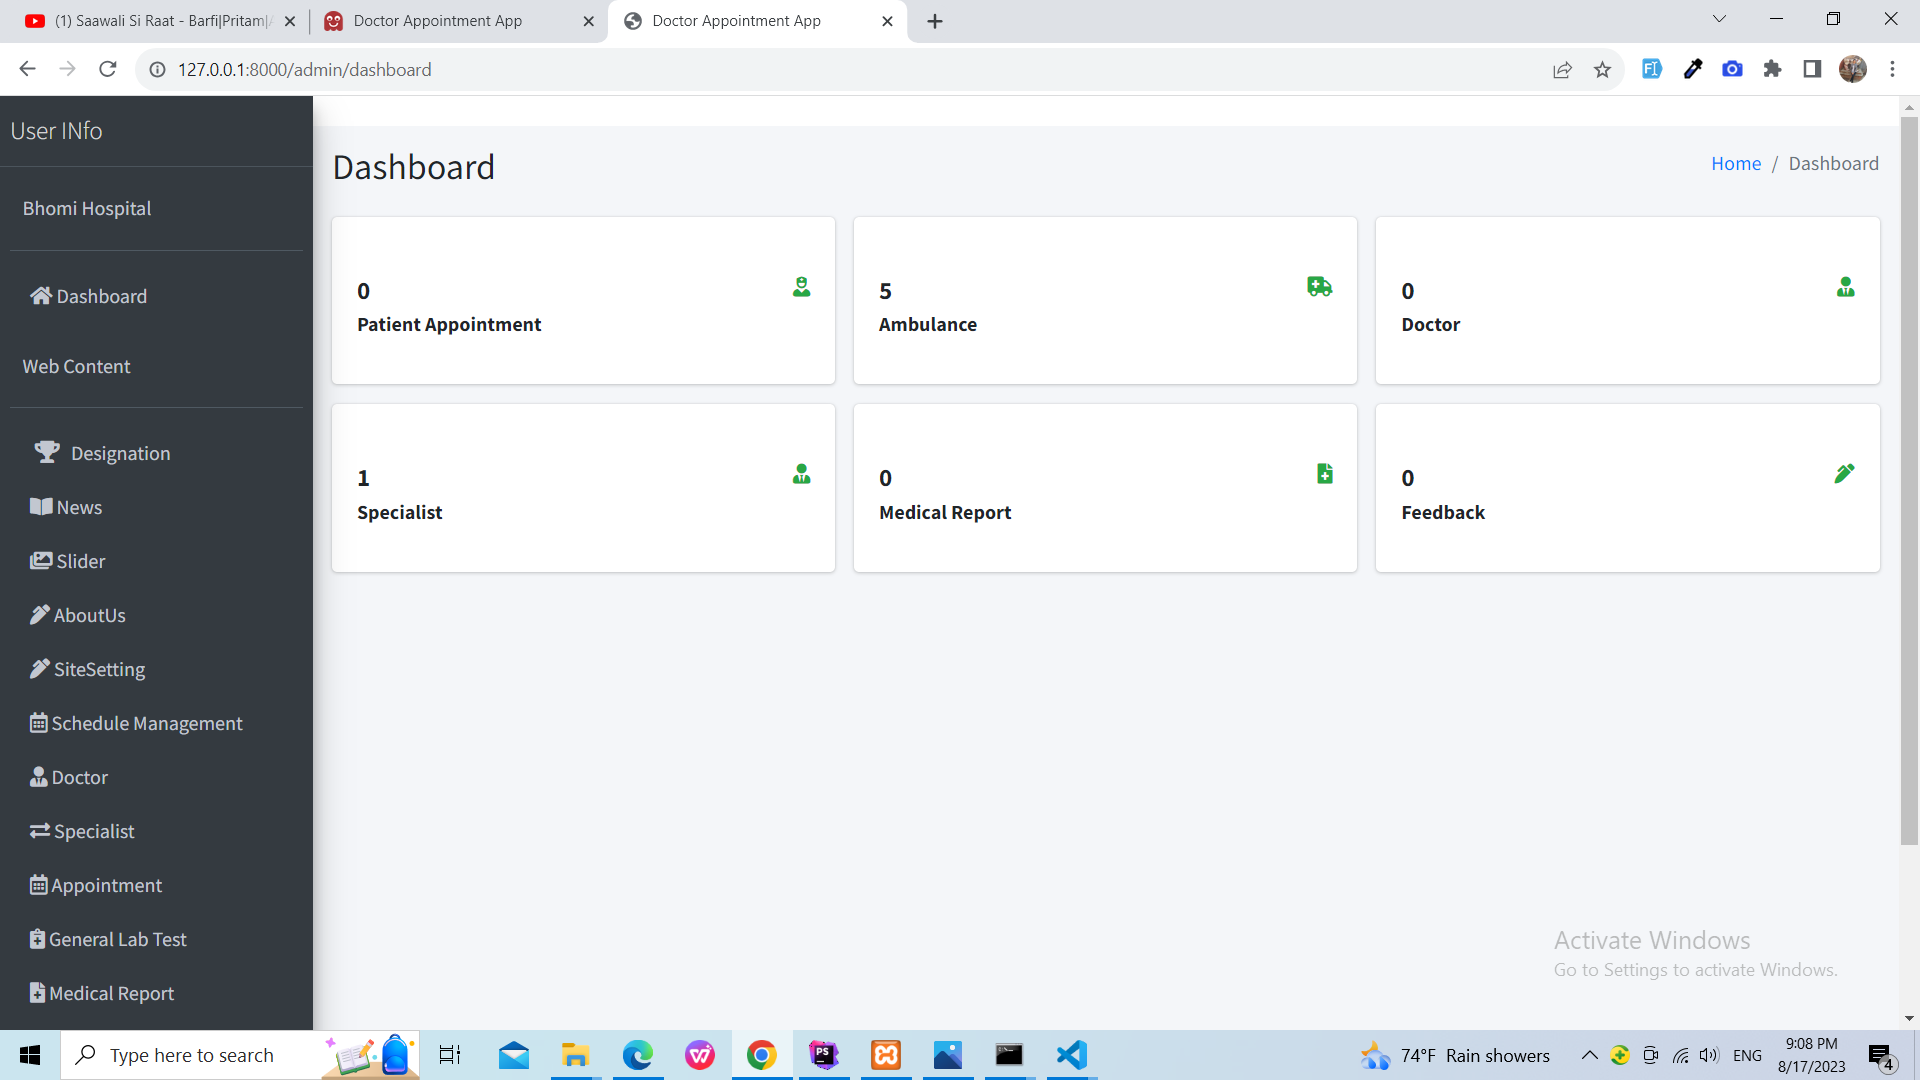 (1) Saawali Si Raat - Barfi|Pritam|
Doctor Appointment App
Doctor Appointment App
127.0.0.1:8000/admin/dashboard
User INfo
Bhomi Hospital
Dashboard
Web Content
Designation
News
Slider
AboutUs
SiteSetting
Schedule Management
Doctor
Specialist
Appointment
General Lab Test
Medical Report
Dashboard
Home / Dashboard
0
Patient Appointment
5
Ambulance
0
Doctor
1
Specialist
0
Medical Report
0
Feedback
Activate Windows
Go to Settings to activate Windows.
Type here to search
PS
74°F Rain showers
ENG
9:08 PM
8/17/2023
4